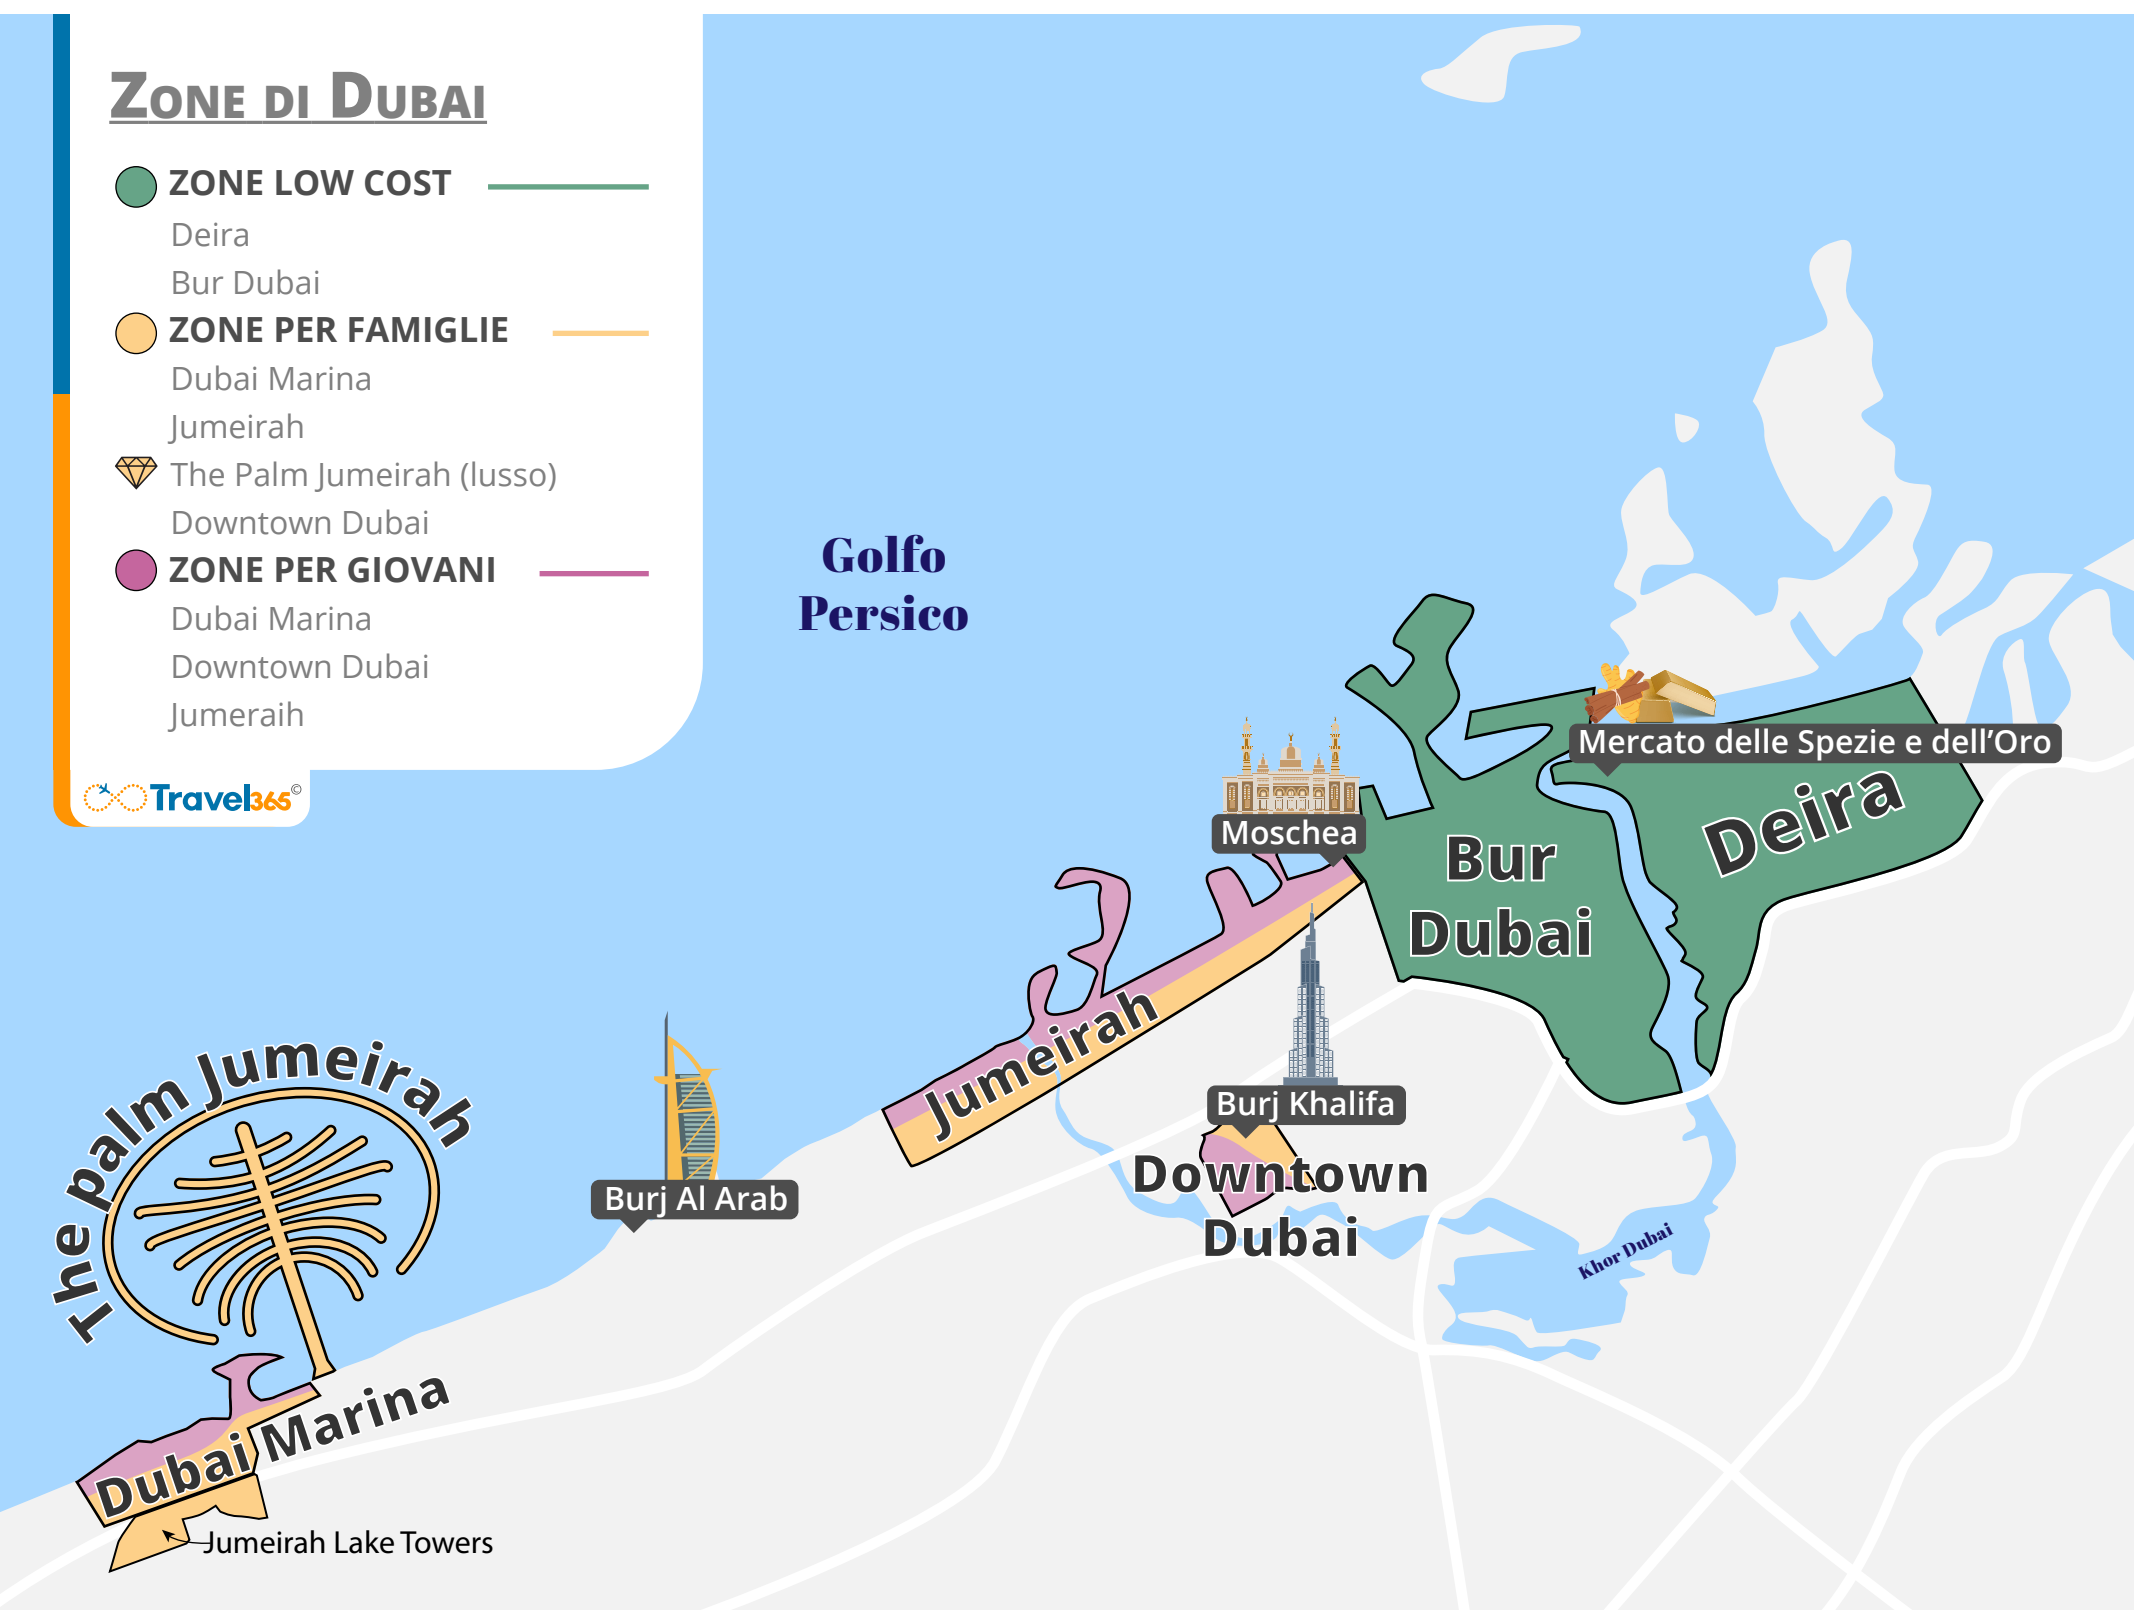 Zone di Dubai
ZONE LOW COST
Deira
Bur Dubai
ZONE PER FAMIGLIE
Dubai Marina
Jumeirah
The Palm Jumeirah (lusso)
Downtown Dubai
ZONE PER GIOVANI
Dubai Marina
Downtown Dubai
Jumeraih
Travel365©
Golfo
Persico
Mercato delle Spezie e dell’Oro
Deira
Moschea
Bur
Dubai
Jumeirah
Burj Khalifa
Downtown
Dubai
Burj Al Arab
Khor Dubai
The palm Jumeirah
Dubai Marina
Jumeirah Lake Towers